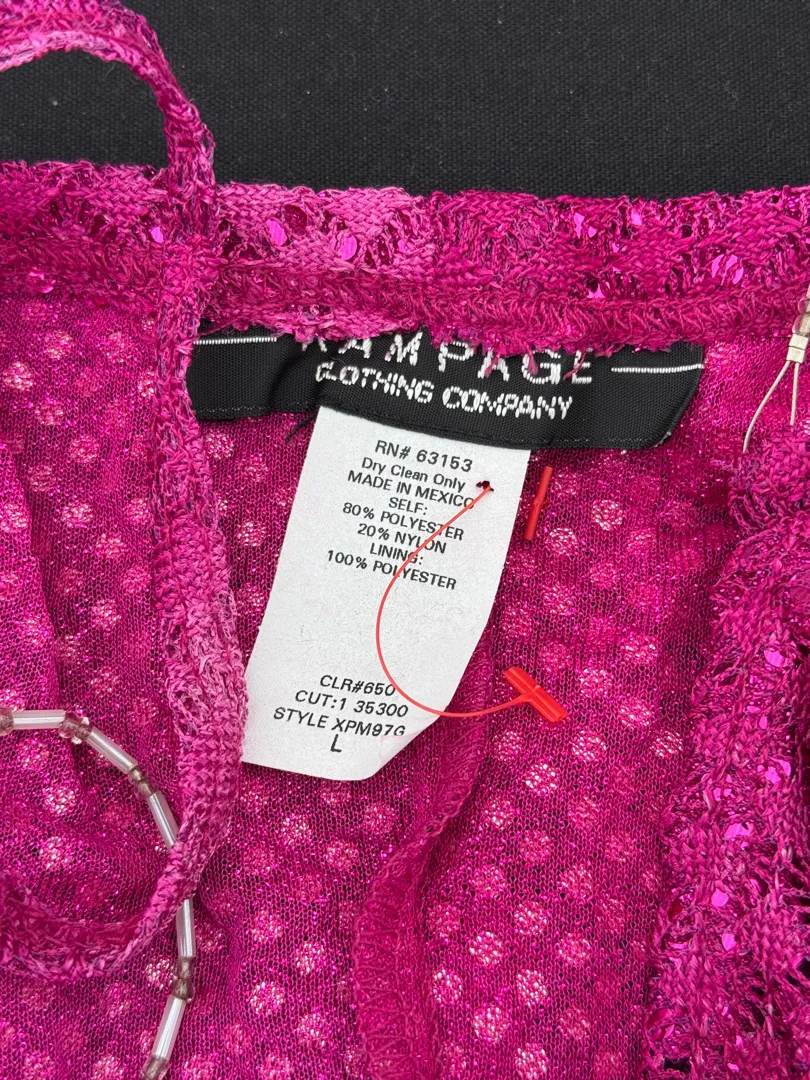 RAMPAGE
CLOTHING COMPANY
RN# 63153
Dry Clean Only
MADE IN MEXICO
SELF:
80% POLYESTER
20% NYLON
LINING:
100% POLYESTER
CLR#650
CUT:1 35300
STYLE XPM97G
L